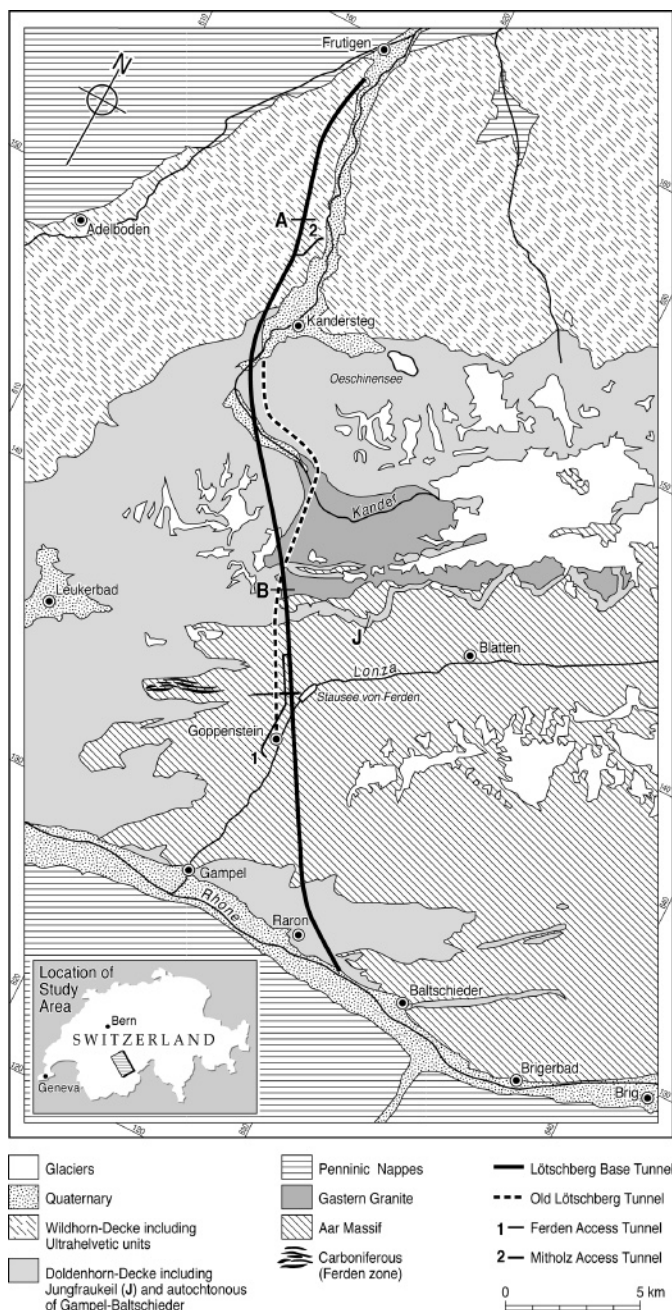 Frutigen
N
A
2
Adelboden
Kandersteg
Oeschinensee
Kander
Leukerbad
B
J
Blatten
Lonza
Stausee von Ferden
Goppenstein
1
Gampel
Rhone
Raron
Baltschieder
Brigerbad
Brig
Location of
Study
Area
Bern
SWITZERLAND
Geneva
Glaciers
Quaternary
Wildhorn-Decke including
Ultrahelvetic units
Doldenhorn-Decke including
Jungfraukeil (J) and autochtonous
of Gampel-Baltschieder
Penninic Nappes
Gastern Granite
Aar Massif
Carboniferous
(Ferden zone)
Lötschberg Base Tunnel
Old Lötschberg Tunnel
1 Ferden Access Tunnel
2 Mitholz Access Tunnel
0 5 km